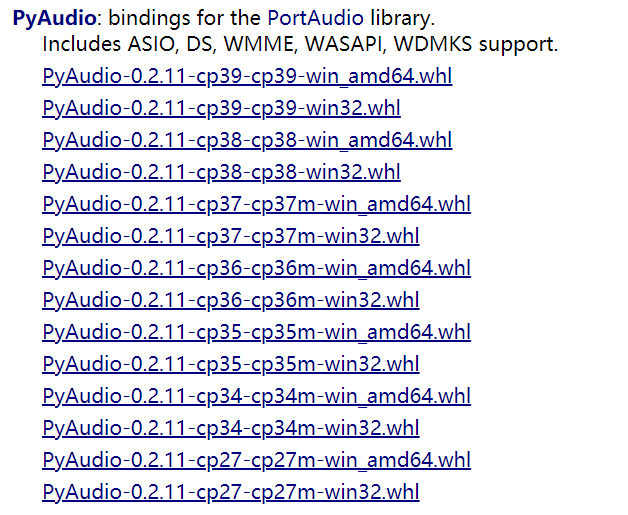 PyAudio: bindings for the PortAudio library.
Includes ASIO, DS, WMME, WASAPI, WDMKS support.
PyAudio-0.2.11-cp39-cp39-win_amd64.whl
PyAudio-0.2.11-cp39-cp39-win32.whl
PyAudio-0.2.11-cp38-cp38-win_amd64.whl
PyAudio-0.2.11-cp38-cp38-win32.whl
PyAudio-0.2.11-cp37-cp37m-win_amd64.whl
PyAudio-0.2.11-cp37-cp37m-win32.whl
PyAudio-0.2.11-cp36-cp36m-win_amd64.whl
PyAudio-0.2.11-cp36-cp36m-win32.whl
PyAudio-0.2.11-cp35-cp35m-win_amd64.whl
PyAudio-0.2.11-cp35-cp35m-win32.whl
PyAudio-0.2.11-cp34-cp34m-win_amd64.whl
PyAudio-0.2.11-cp34-cp34m-win32.whl
PyAudio-0.2.11-cp27-cp27m-win_amd64.whl
PyAudio-0.2.11-cp27-cp27m-win32.whl